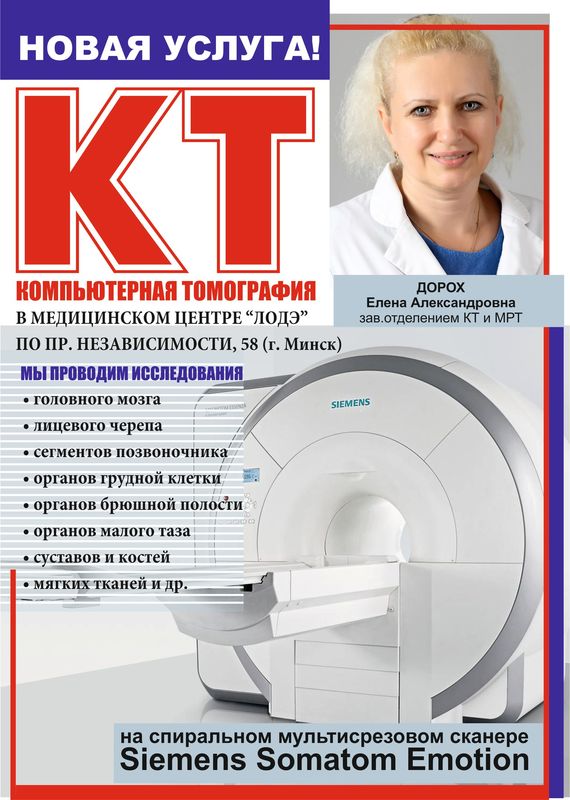 НОВАЯ УСЛУГА!
КТ
КОМПЬЮТЕРНАЯ ТОМОГРАФИЯ
В МЕДИЦИНСКОМ ЦЕНТРЕ “ЛОДЭ”
ПО ПР. НЕЗАВИСИМОСТИ, 58 (г. Минск)
ДОРОХ
Елена Александровна
зав.отделением КТ и МРТ
МЫ ПРОВОДИМ ИССЛЕДОВАНИЯ
• головного мозга
• лицевого черепа
• сегментов позвоночника
• органов грудной клетки
• органов брюшной полости
• органов малого таза
• суставов и костей
• мягких тканей и др.
SIEMENS
на спиральном мультисрезовом сканере
Siemens Somatom Emotion